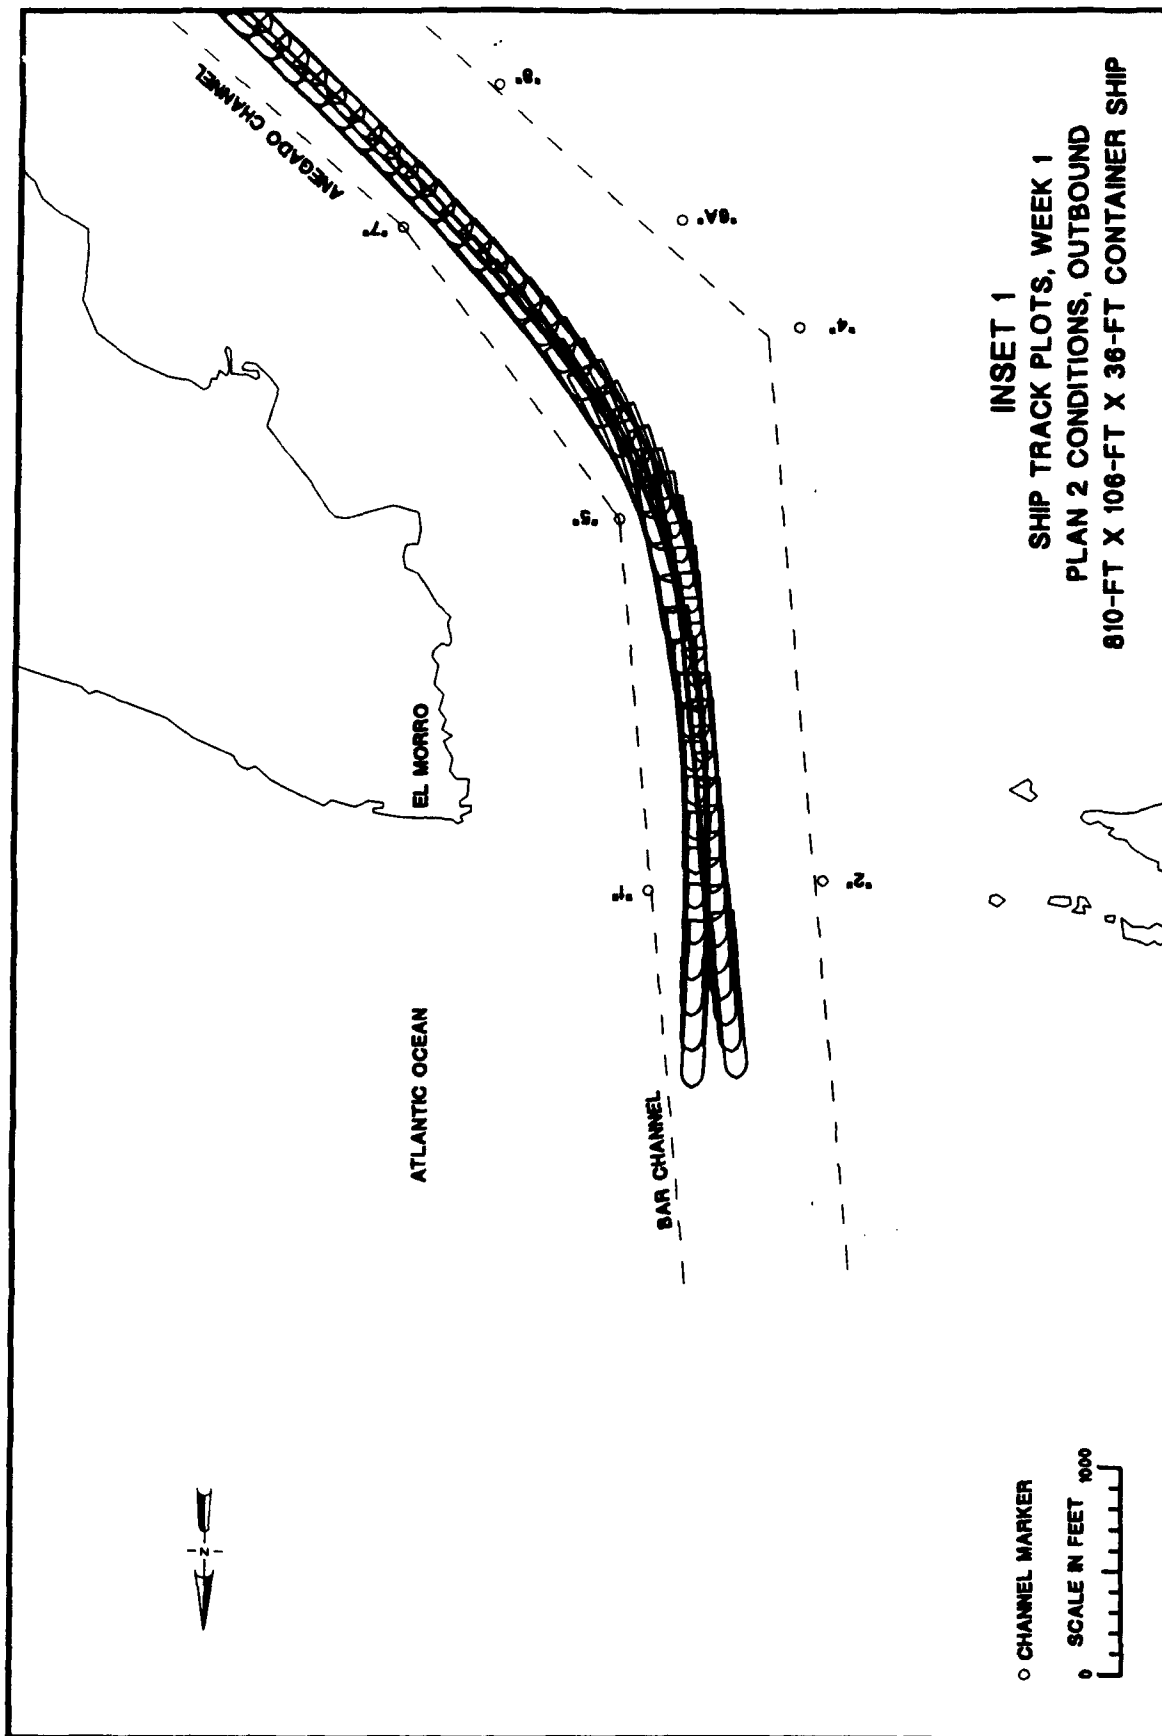 ANEGADO CHANNEL
"8"
"7"
"6A"
"4"
"5"
EL MORRO
"1"
"2"
ATLANTIC OCEAN
BAR CHANNEL
N
INSET 1
SHIP TRACK PLOTS, WEEK 1
PLAN 2 CONDITIONS, OUTBOUND
810-FT X 106-FT X 36-FT CONTAINER SHIP
CHANNEL MARKER
SCALE IN FEET
0 1000